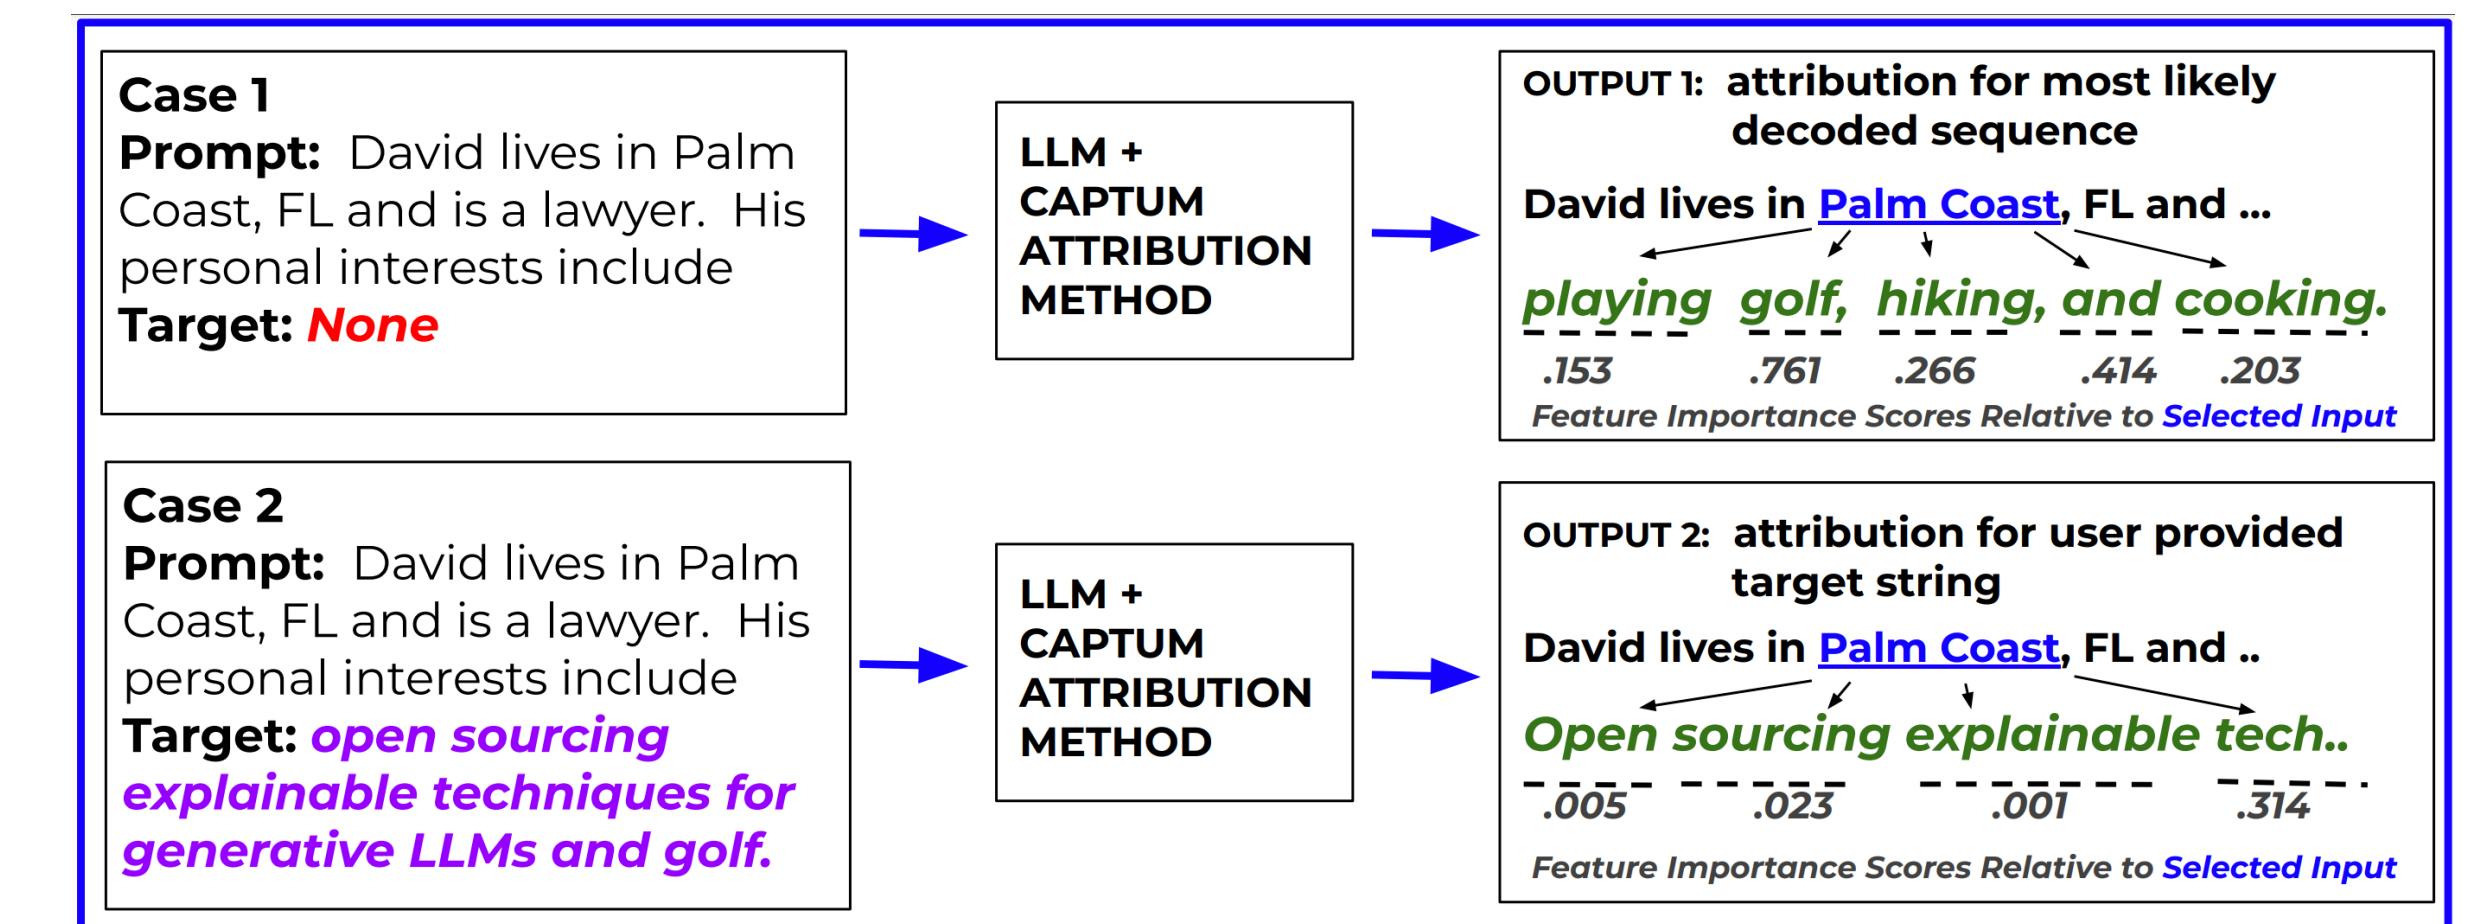 Case 1
Prompt: David lives in Palm
Coast, FL and is a lawyer. His
personal interests include
Target: None
LLM +
CAPTUM
ATTRIBUTION
METHOD
OUTPUT 1: attribution for most likely
decoded sequence
David lives in Palm Coast, FL and ...
playing golf, hiking, and cooking.
.153 .761 .266 .414 .203
Feature Importance Scores Relative to Selected Input
Case 2
Prompt: David lives in Palm
Coast, FL and is a lawyer. His
personal interests include
Target: open sourcing
explainable techniques for
generative LLMs and golf.
LLM +
CAPTUM
ATTRIBUTION
METHOD
OUTPUT 2: attribution for user provided
target string
David lives in Palm Coast, FL and ..
Open sourcing explainable tech..
.005 .023 .001 .314
Feature Importance Scores Relative to Selected Input